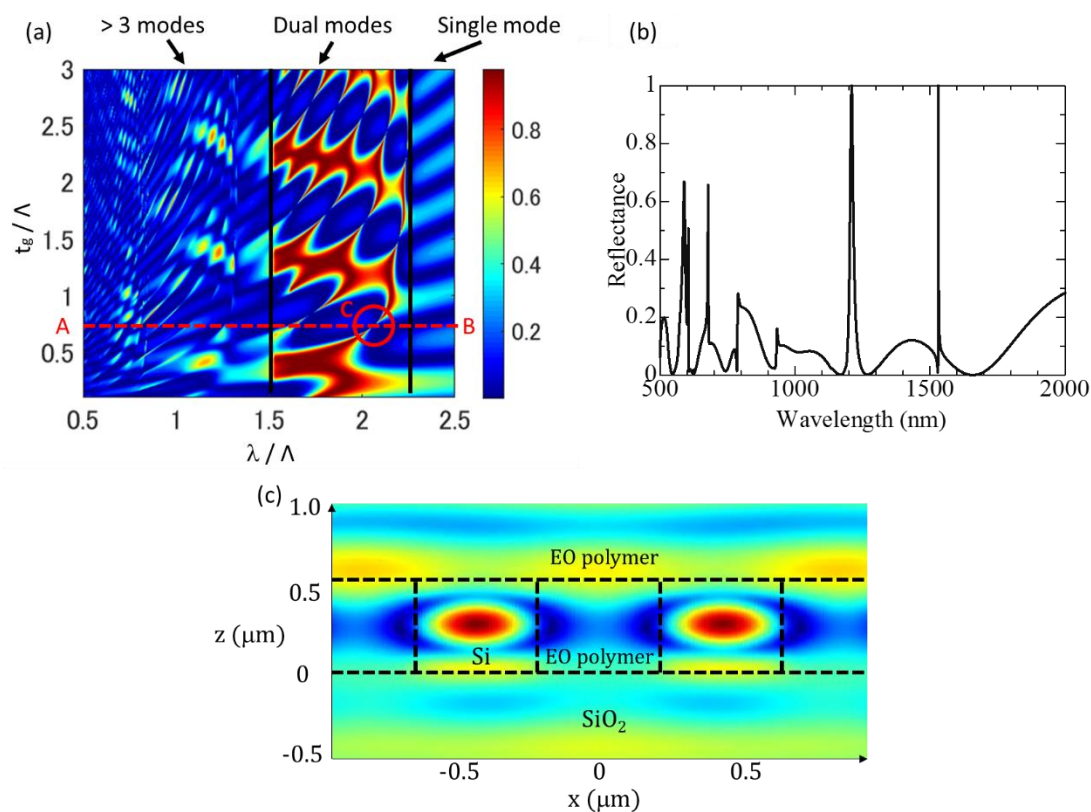 (a)
> 3 modes
Dual modes
Single mode
3
2.5
2
1.5
1
0.5
t_g / Λ
A
C
B
0.5
1
1.5
2
2.5
λ / Λ
0.8
0.6
0.4
0.2
(b)
1
0.8
0.6
0.4
0.2
0
Reflectance
500
1000
1500
2000
Wavelength (nm)
(c)
1.0
0.5
z (μm)
0
-0.5
EO polymer
Si
EO polymer
SiO₂
-0.5
0
0.5
x (μm)